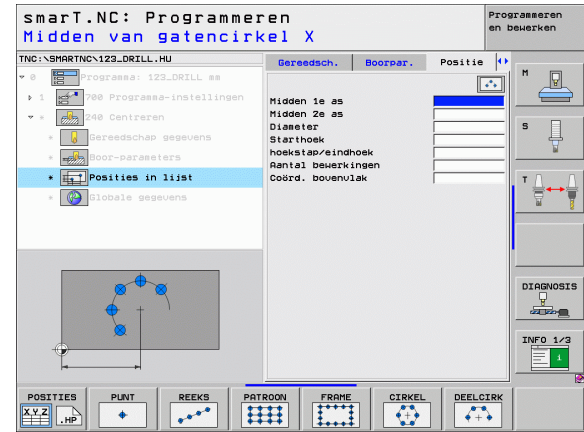 smarT.NC: Programmeren
Midden van gatencirkel X
Programmeren
en bewerken
TNC:\SMARTNC\123_DRILL.HU
0 Programma: 123_DRILL mm
1 700 Programma-instellingen
* 240 Centreren
* Gereedschap gegevens
* Boor-parameters
* Posities in lijst
* Globale gegevens
Gereedsch. Boorpar. Positie
Midden 1e as
Midden 2e as
Diameter
Starthoek
hoekstap/eindhoek
Aantal bewerkingen
Coörd. bovenvlak
M
S
T
DIAGNOSIS
INFO 1/3
i
POSITIES PUNT REEKS PATROON FRAME CIRKEL DEELCIRK
X Y Z .HP